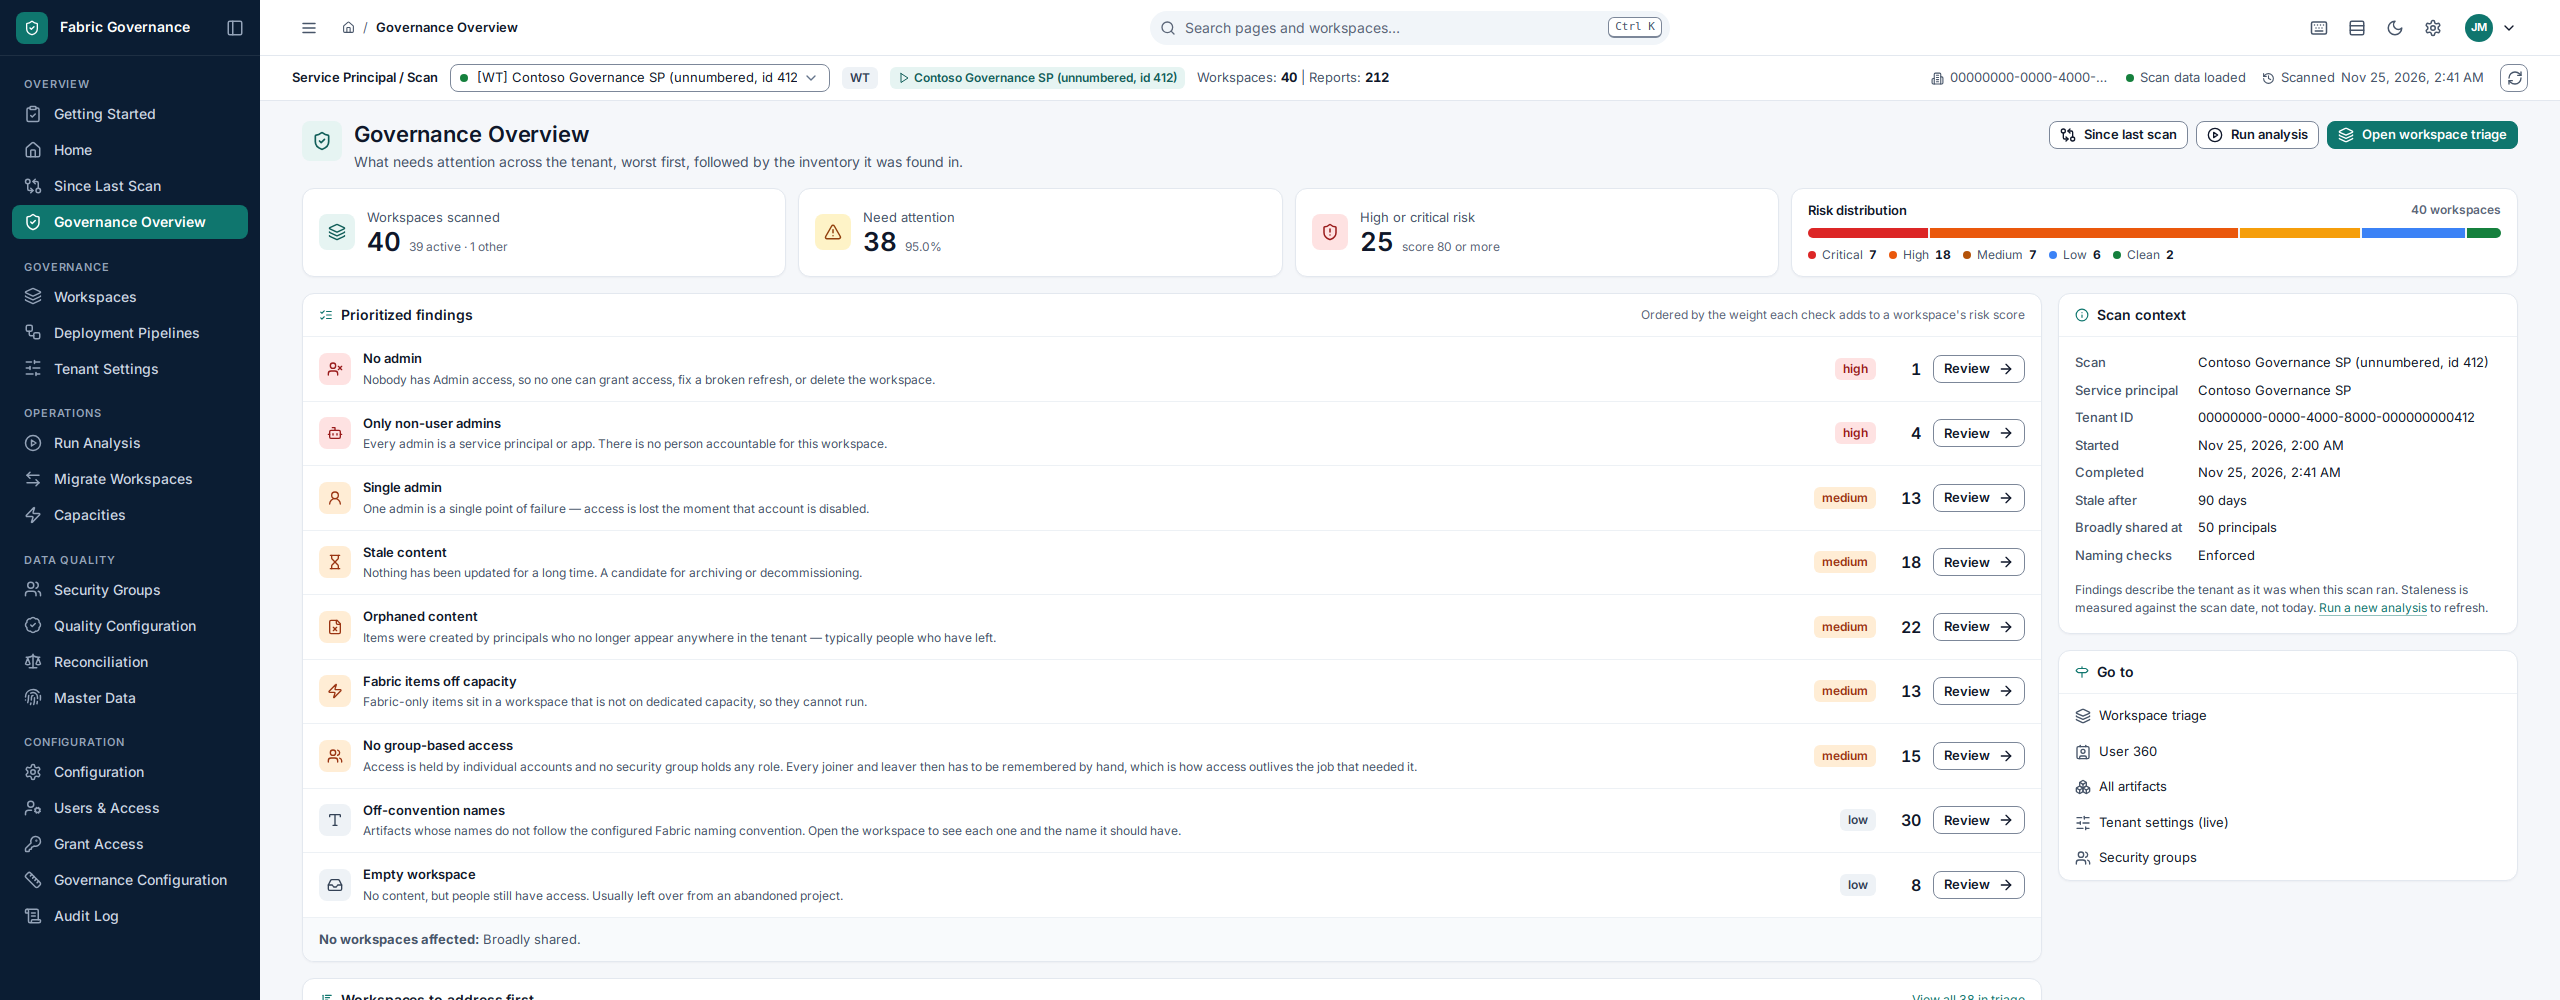 Fabric Governance
OVERVIEW
Getting Started
Home
Since Last Scan
Governance Overview
GOVERNANCE
Workspaces
Deployment Pipelines
Tenant Settings
OPERATIONS
Run Analysis
Migrate Workspaces
Capacities
DATA QUALITY
Security Groups
Quality Configuration
Reconciliation
Master Data
CONFIGURATION
Configuration
Users & Access
Grant Access
Governance Configuration
Audit Log
/ Governance Overview
Search pages and workspaces...
Ctrl K
JM
Service Principal / Scan
[WT] Contoso Governance SP (unnumbered, id 412
WT
Contoso Governance SP (unnumbered, id 412)
Workspaces: 40 | Reports: 212
00000000-0000-4000-...
Scan data loaded
Scanned Nov 25, 2026, 2:41 AM
Governance Overview
What needs attention across the tenant, worst first, followed by the inventory it was found in.
Since last scan
Run analysis
Open workspace triage
Workspaces scanned
40 39 active · 1 other
Need attention
38 95.0%
High or critical risk
25 score 80 or more
Risk distribution
40 workspaces
Critical 7
High 18
Medium 7
Low 6
Clean 2
Prioritized findings
Ordered by the weight each check adds to a workspace's risk score
No admin
Nobody has Admin access, so no one can grant access, fix a broken refresh, or delete the workspace.
high 1 Review
Only non-user admins
Every admin is a service principal or app. There is no person accountable for this workspace.
high 4 Review
Single admin
One admin is a single point of failure — access is lost the moment that account is disabled.
medium 13 Review
Stale content
Nothing has been updated for a long time. A candidate for archiving or decommissioning.
medium 18 Review
Orphaned content
Items were created by principals who no longer appear anywhere in the tenant — typically people who have left.
medium 22 Review
Fabric items off capacity
Fabric-only items sit in a workspace that is not on dedicated capacity, so they cannot run.
medium 13 Review
No group-based access
Access is held by individual accounts and no security group holds any role. Every joiner and leaver then has to be remembered by hand, which is how access outlives the job that needed it.
medium 15 Review
Off-convention names
Artifacts whose names do not follow the configured Fabric naming convention. Open the workspace to see each one and the name it should have.
low 30 Review
Empty workspace
No content, but people still have access. Usually left over from an abandoned project.
low 8 Review
No workspaces affected: Broadly shared.
Workspaces to address first
View all 38 in triage
Scan context
Scan Contoso Governance SP (unnumbered, id 412)
Service principal Contoso Governance SP
Tenant ID 00000000-0000-4000-8000-000000000412
Started Nov 25, 2026, 2:00 AM
Completed Nov 25, 2026, 2:41 AM
Stale after 90 days
Broadly shared at 50 principals
Naming checks Enforced
Findings describe the tenant as it was when this scan ran. Staleness is
measured against the scan date, not today. Run a new analysis to refresh.
Go to
Workspace triage
User 360
All artifacts
Tenant settings (live)
Security groups